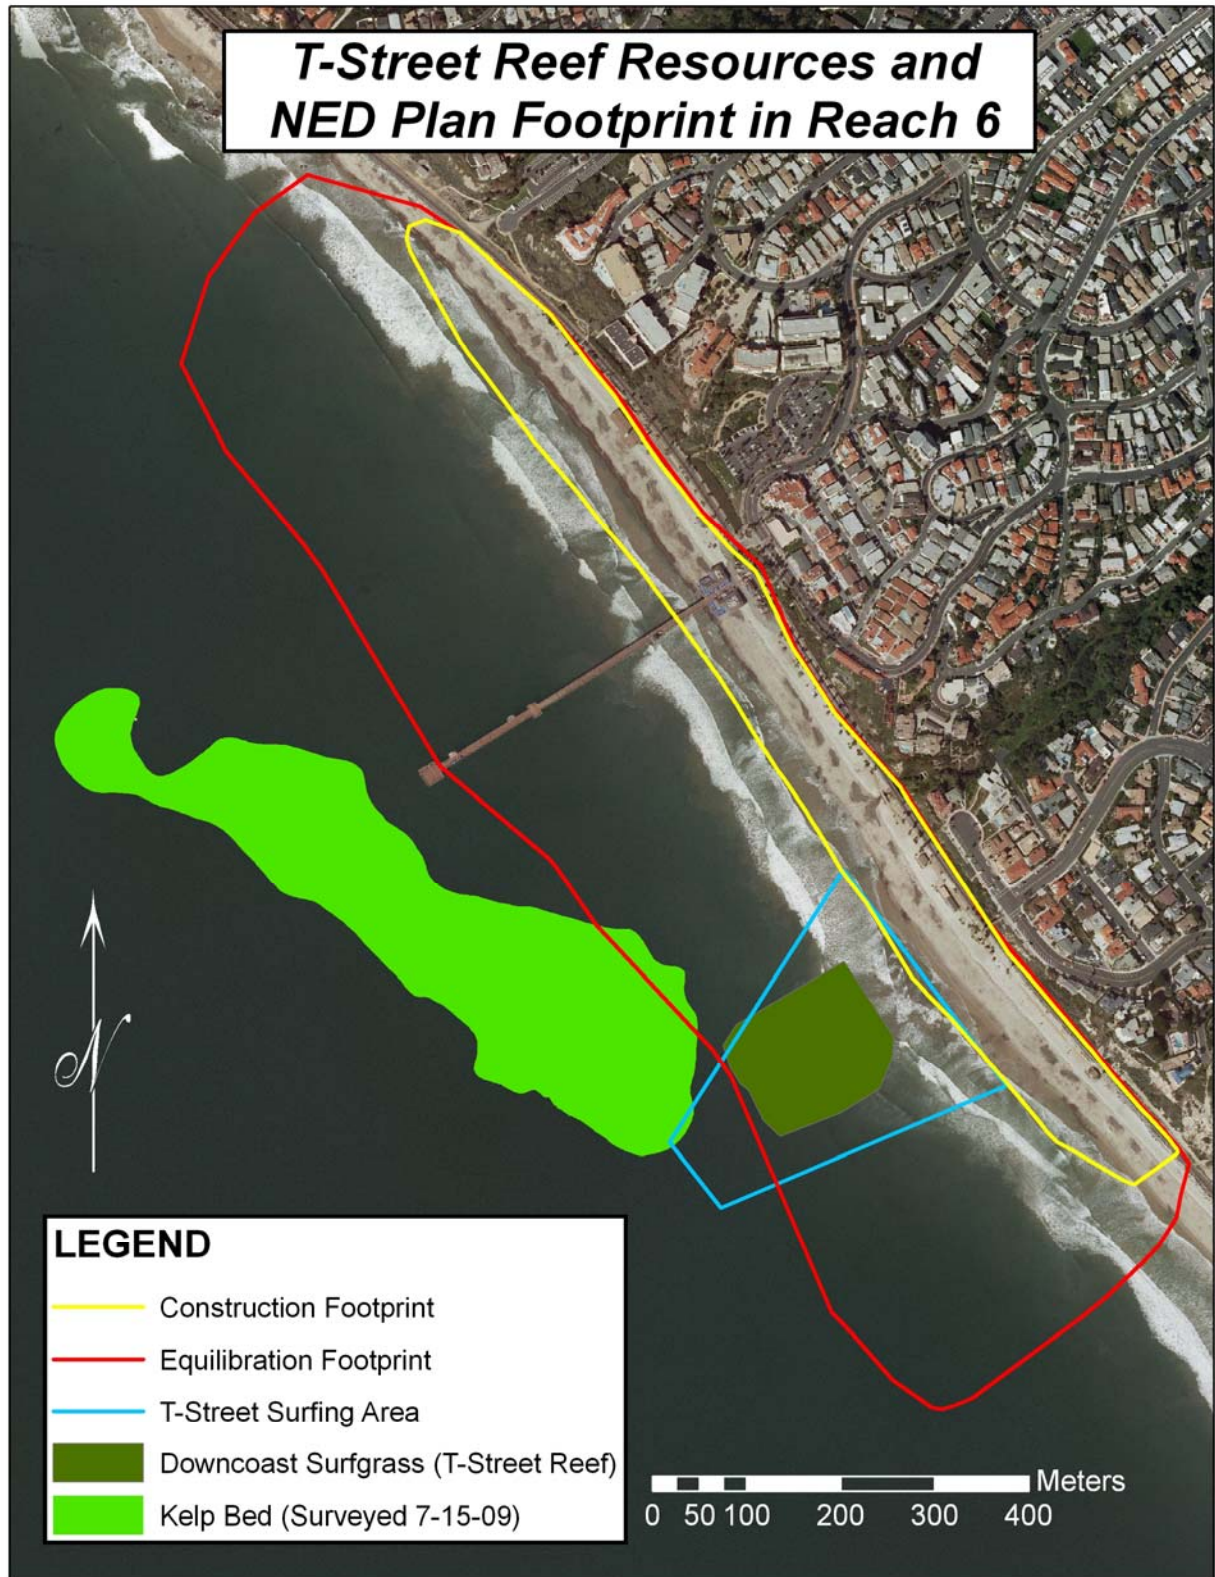 T-Street Reef Resources and
NED Plan Footprint in Reach 6
N
LEGEND
Construction Footprint
Equilibration Footprint
T-Street Surfing Area
Downcoast Surfgrass (T-Street Reef)
Kelp Bed (Surveyed 7-15-09)
Meters
0 50 100 200 300 400